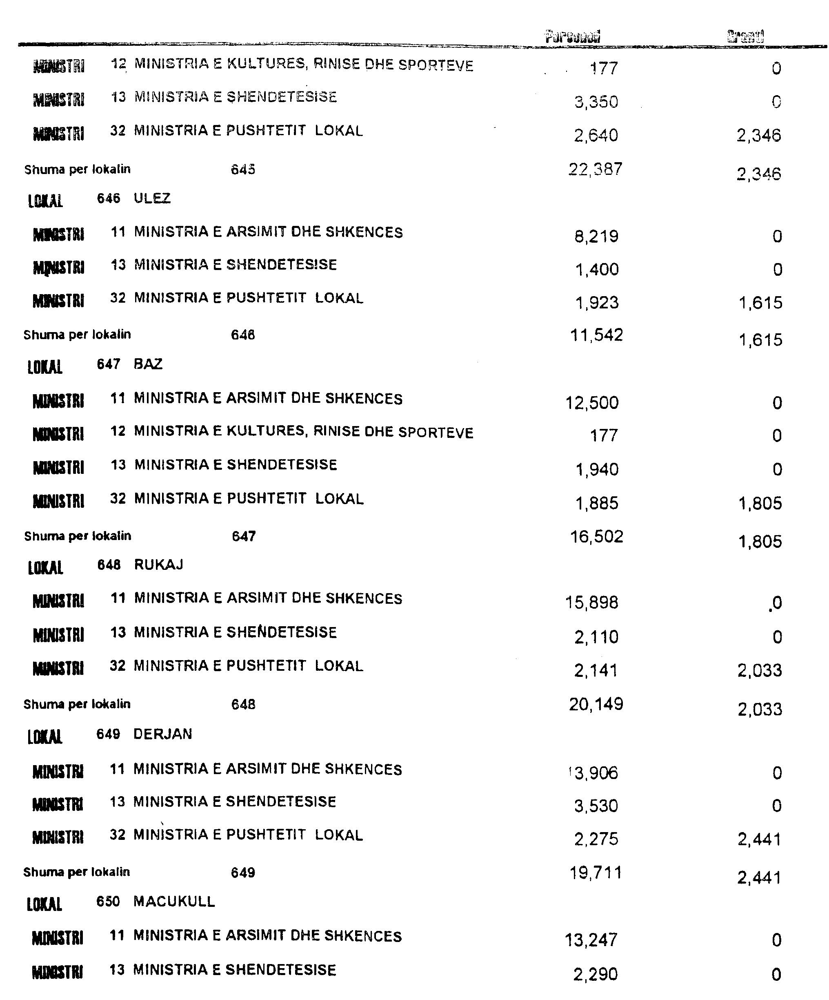 Personel Granti
MINISTRI 12 MINISTRIA E KULTURES, RINISE DHE SPORTEVE 177 0
MINISTRI 13 MINISTRIA E SHENDETESISE 3,350 0
MINISTRI 32 MINISTRIA E PUSHTETIT LOKAL 2,640 2,346
Shuma per lokalin 645 22,387 2,346
LOKAL 646 ULEZ
MINISTRI 11 MINISTRIA E ARSIMIT DHE SHKENCES 8,219 0
MINISTRI 13 MINISTRIA E SHENDETESISE 1,400 0
MINISTRI 32 MINISTRIA E PUSHTETIT LOKAL 1,923 1,615
Shuma per lokalin 646 11,542 1,615
LOKAL 647 BAZ
MINISTRI 11 MINISTRIA E ARSIMIT DHE SHKENCES 12,500 0
MINISTRI 12 MINISTRIA E KULTURES, RINISE DHE SPORTEVE 177 0
MINISTRI 13 MINISTRIA E SHENDETESISE 1,940 0
MINISTRI 32 MINISTRIA E PUSHTETIT LOKAL 1,885 1,805
Shuma per lokalin 647 16,502 1,805
LOKAL 648 RUKAJ
MINISTRI 11 MINISTRIA E ARSIMIT DHE SHKENCES 15,898 0
MINISTRI 13 MINISTRIA E SHENDETESISE 2,110 0
MINISTRI 32 MINISTRIA E PUSHTETIT LOKAL 2,141 2,033
Shuma per lokalin 648 20,149 2,033
LOKAL 649 DERJAN
MINISTRI 11 MINISTRIA E ARSIMIT DHE SHKENCES 13,906 0
MINISTRI 13 MINISTRIA E SHENDETESISE 3,530 0
MINISTRI 32 MINISTRIA E PUSHTETIT LOKAL 2,275 2,441
Shuma per lokalin 649 19,711 2,441
LOKAL 650 MACUKULL
MINISTRI 11 MINISTRIA E ARSIMIT DHE SHKENCES 13,247 0
MINISTRI 13 MINISTRIA E SHENDETESISE 2,290 0